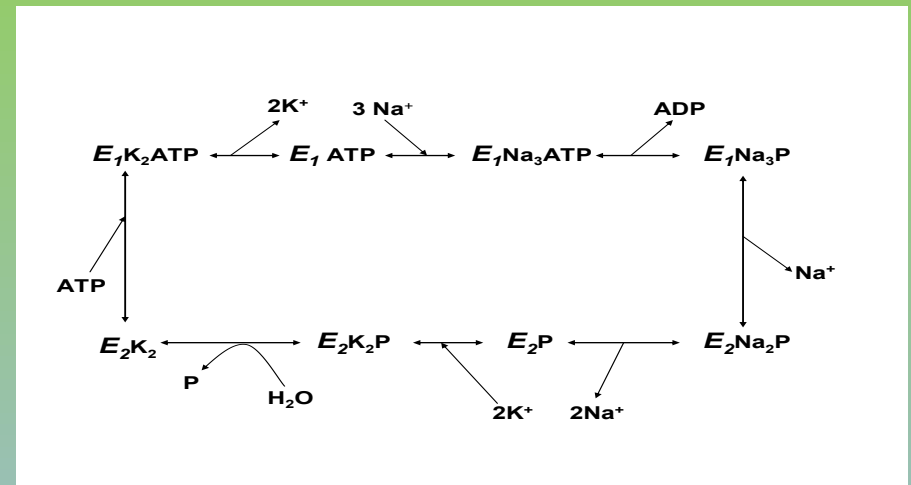 2K⁺ 3 Na⁺ ADP
E₁K₂ATP E₁ ATP E₁Na₃ATP E₁Na₃P
ATP Na⁺
E₂K₂ E₂K₂P E₂P E₂Na₂P
P H₂O 2K⁺ 2Na⁺